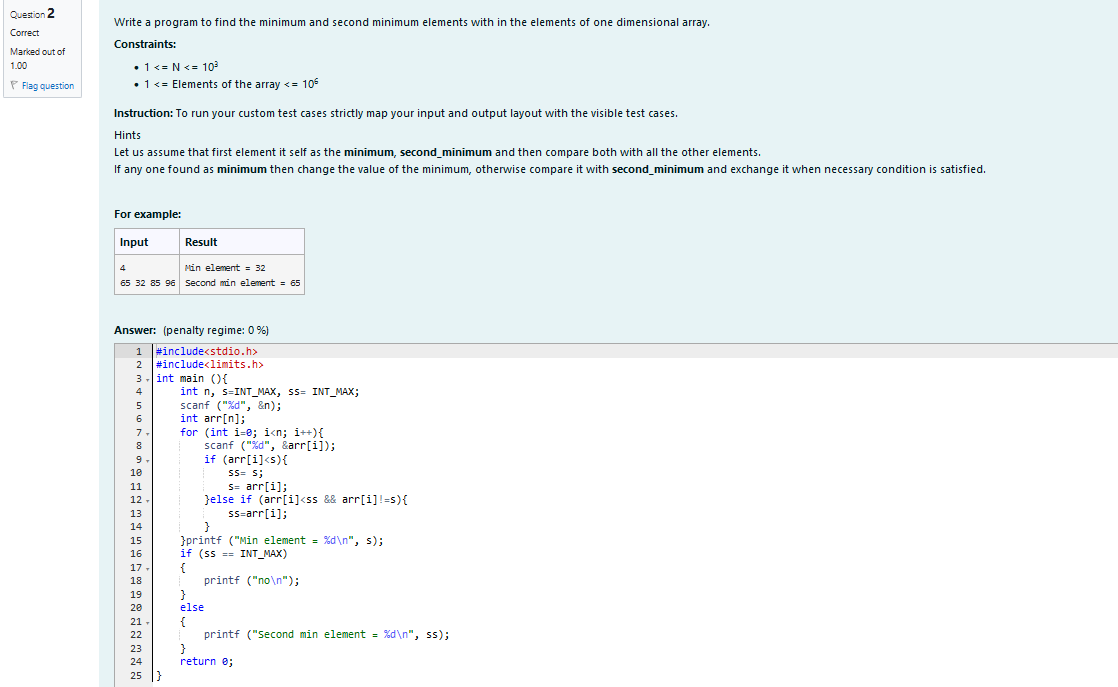 Question 2
Correct
Marked out of
1.00
Flag question
Write a program to find the minimum and second minimum elements with in the elements of one dimensional array.
Constraints:
• 1 <= N <= 10³
• 1 <= Elements of the array <= 10⁶
Instruction: To run your custom test cases strictly map your input and output layout with the visible test cases.
Hints
Let us assume that first element it self as the minimum, second_minimum and then compare both with all the other elements.
If any one found as minimum then change the value of the minimum, otherwise compare it with second_minimum and exchange it when necessary condition is satisfied.
For example:
Input Result
4 Min element = 32
65 32 85 96 Second min element = 65
Answer: (penalty regime: 0 %)
1 #include<stdio.h>
2 #include<limits.h>
3 int main (){
4 int n, s=INT_MAX, ss= INT_MAX;
5 scanf ("%d", &n);
6 int arr[n];
7 for (int i=0; i<n; i++){
8 scanf ("%d", &arr[i]);
9 if (arr[i]<s){
10 ss= s;
11 s= arr[i];
12 }else if (arr[i]<ss && arr[i]!=s){
13 ss=arr[i];
14 }
15 }printf ("Min element = %d\n", s);
16 if (ss == INT_MAX)
17 {
18 printf ("no\n");
19 }
20 else
21 {
22 printf ("Second min element = %d\n", ss);
23 }
24 return 0;
25 }